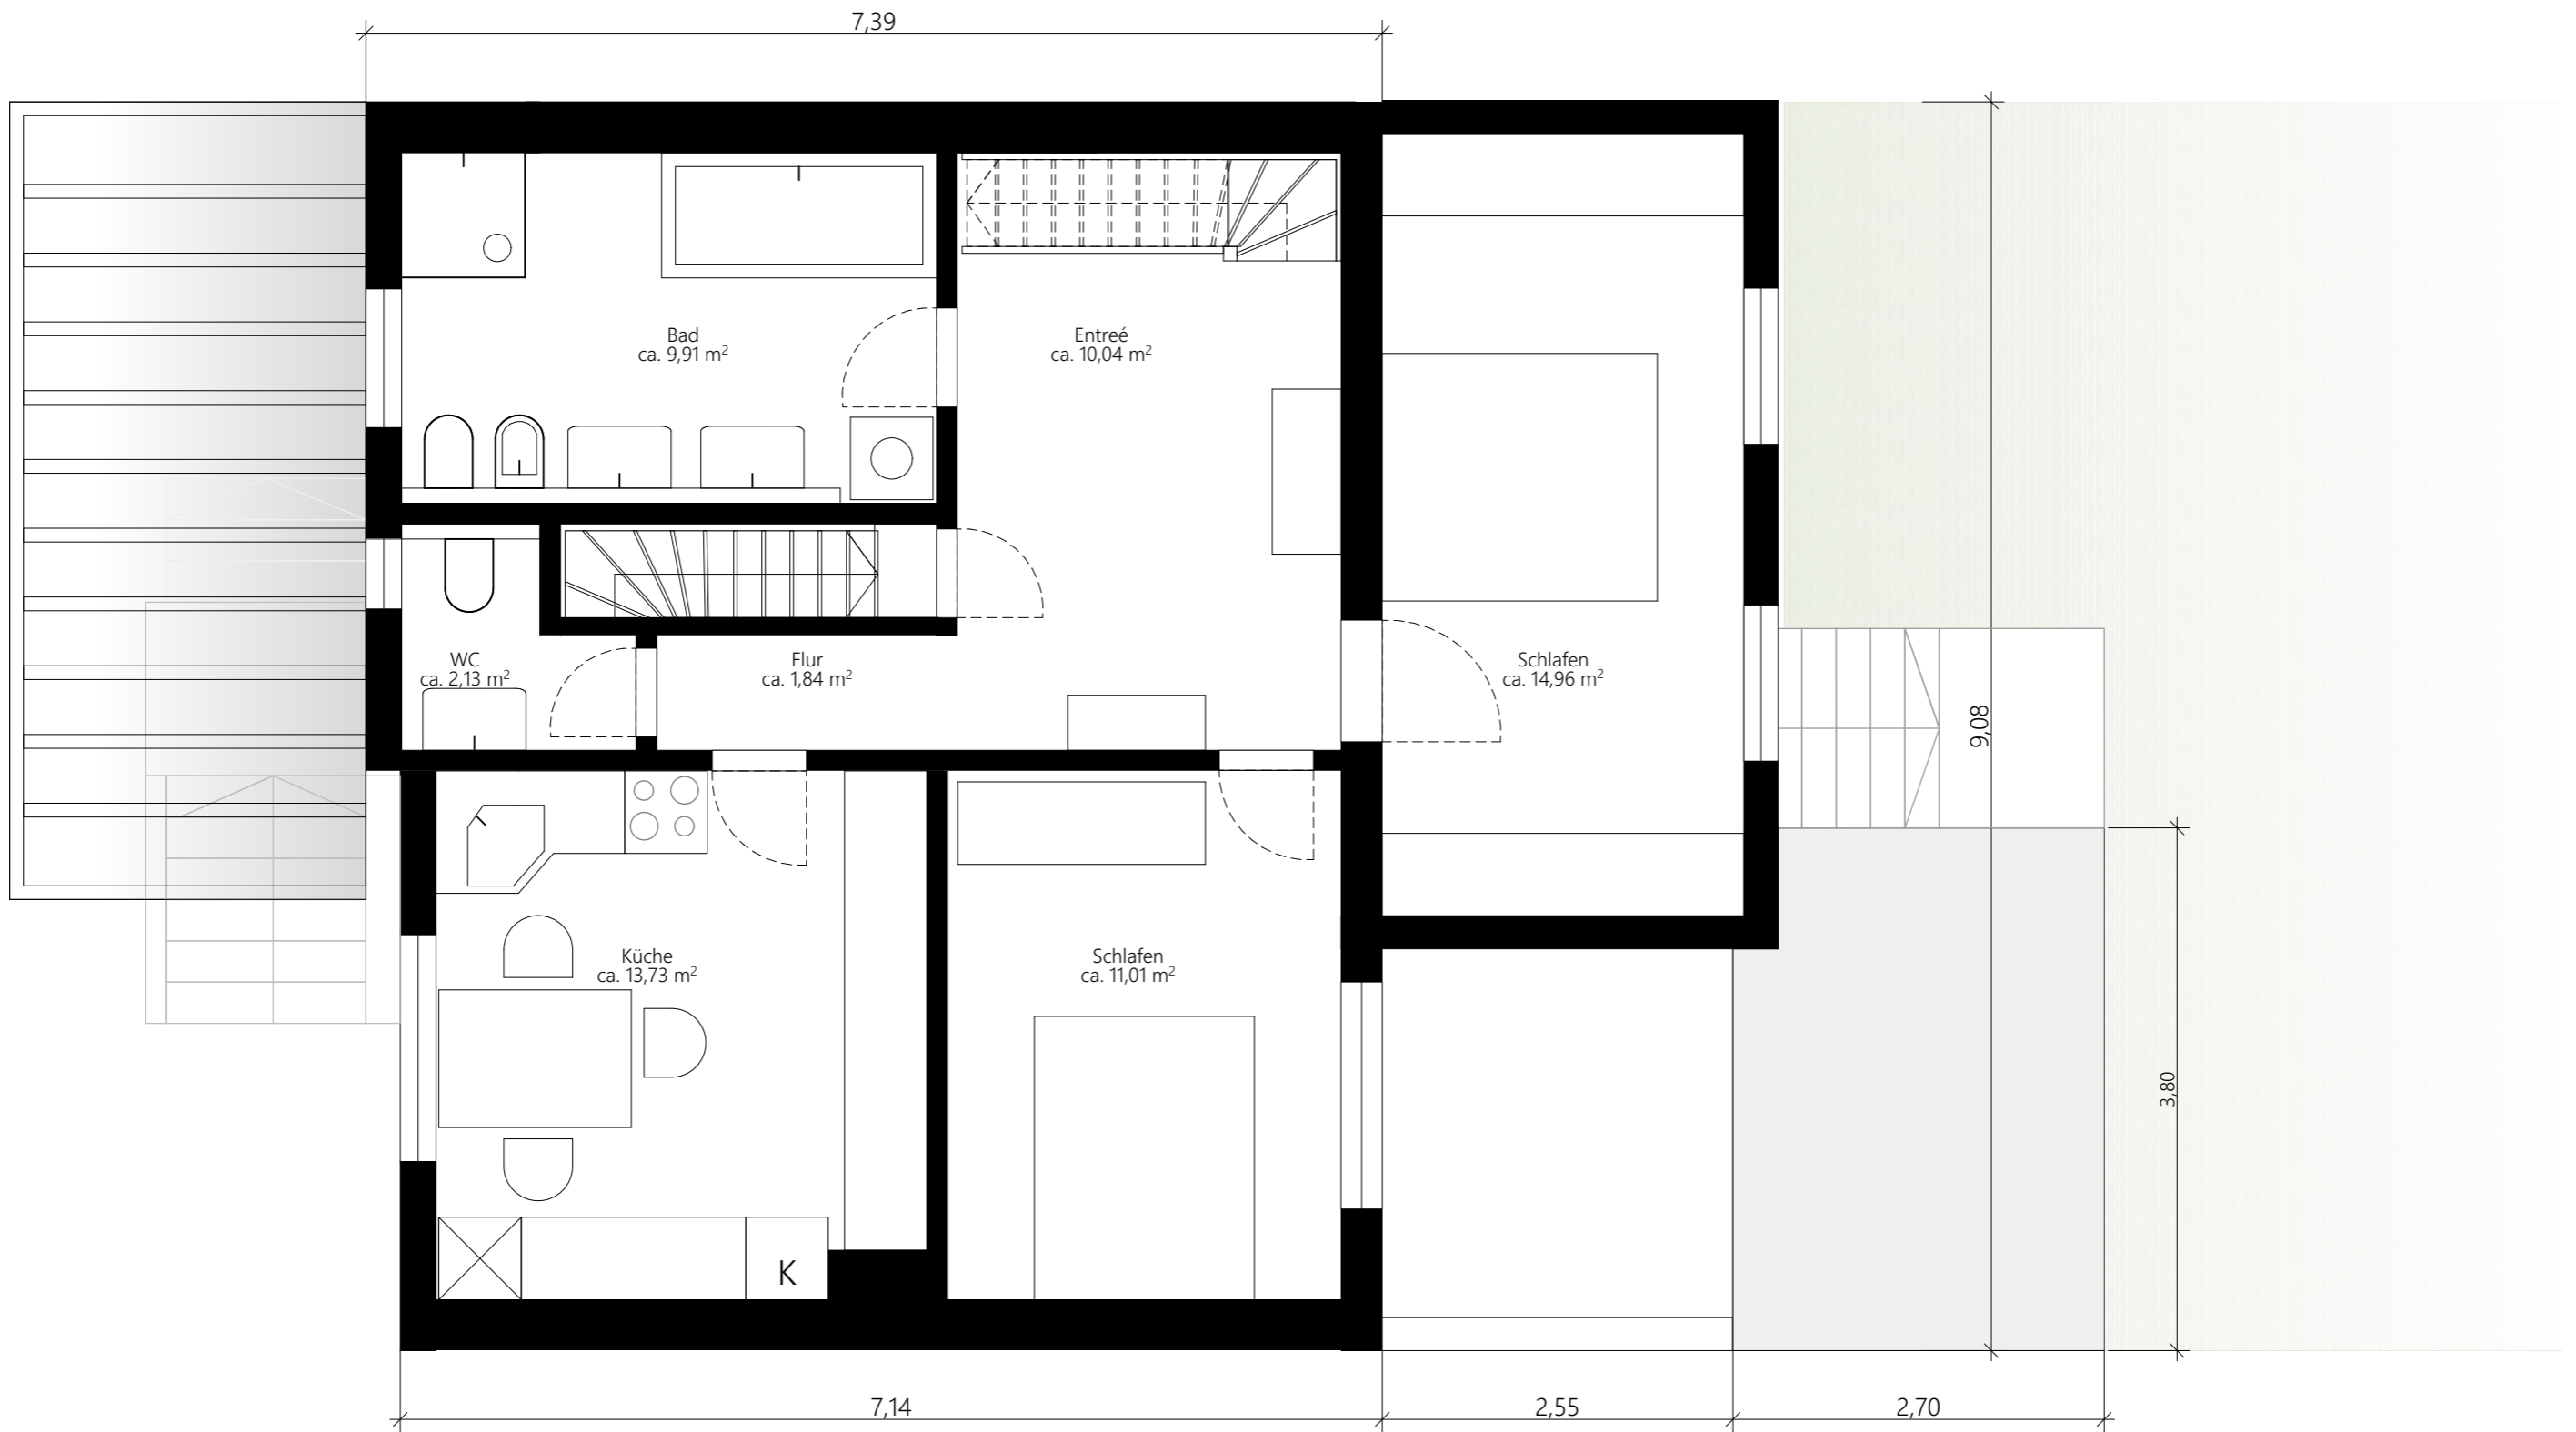 7,39
Bad
ca. 9,91 m²
Entreé
ca. 10,04 m²
WC
ca. 2,13 m²
Flur
ca. 1,84 m²
Schlafen
ca. 14,96 m²
9,08
Küche
ca. 13,73 m²
Schlafen
ca. 11,01 m²
3,80
K
7,14
2,55
2,70